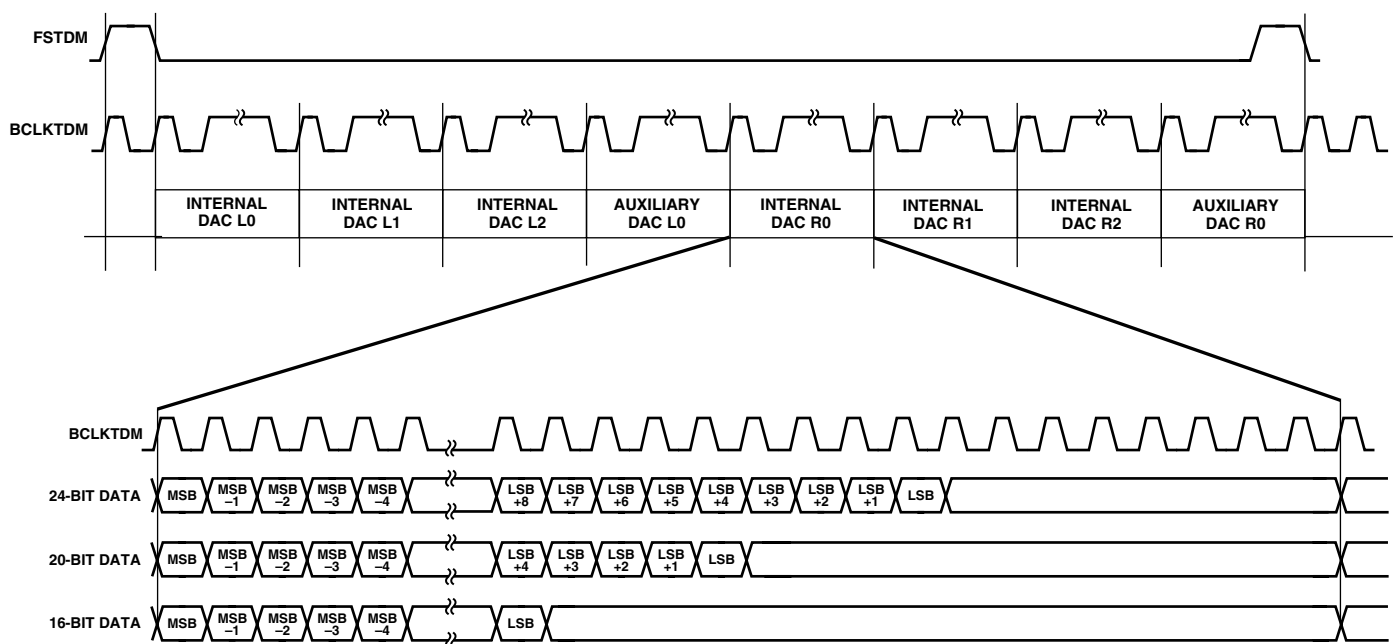 FSTDM
BCLKTDM
INTERNAL DAC L0
INTERNAL DAC L1
INTERNAL DAC L2
AUXILIARY DAC L0
INTERNAL DAC R0
INTERNAL DAC R1
INTERNAL DAC R2
AUXILIARY DAC R0
BCLKTDM
24-BIT DATA MSB MSB –1 MSB –2 MSB –3 MSB –4 LSB +8 LSB +7 LSB +6 LSB +5 LSB +4 LSB +3 LSB +2 LSB +1 LSB
20-BIT DATA MSB MSB –1 MSB –2 MSB –3 MSB –4 LSB +4 LSB +3 LSB +2 LSB +1 LSB
16-BIT DATA MSB MSB –1 MSB –2 MSB –3 MSB –4 LSB